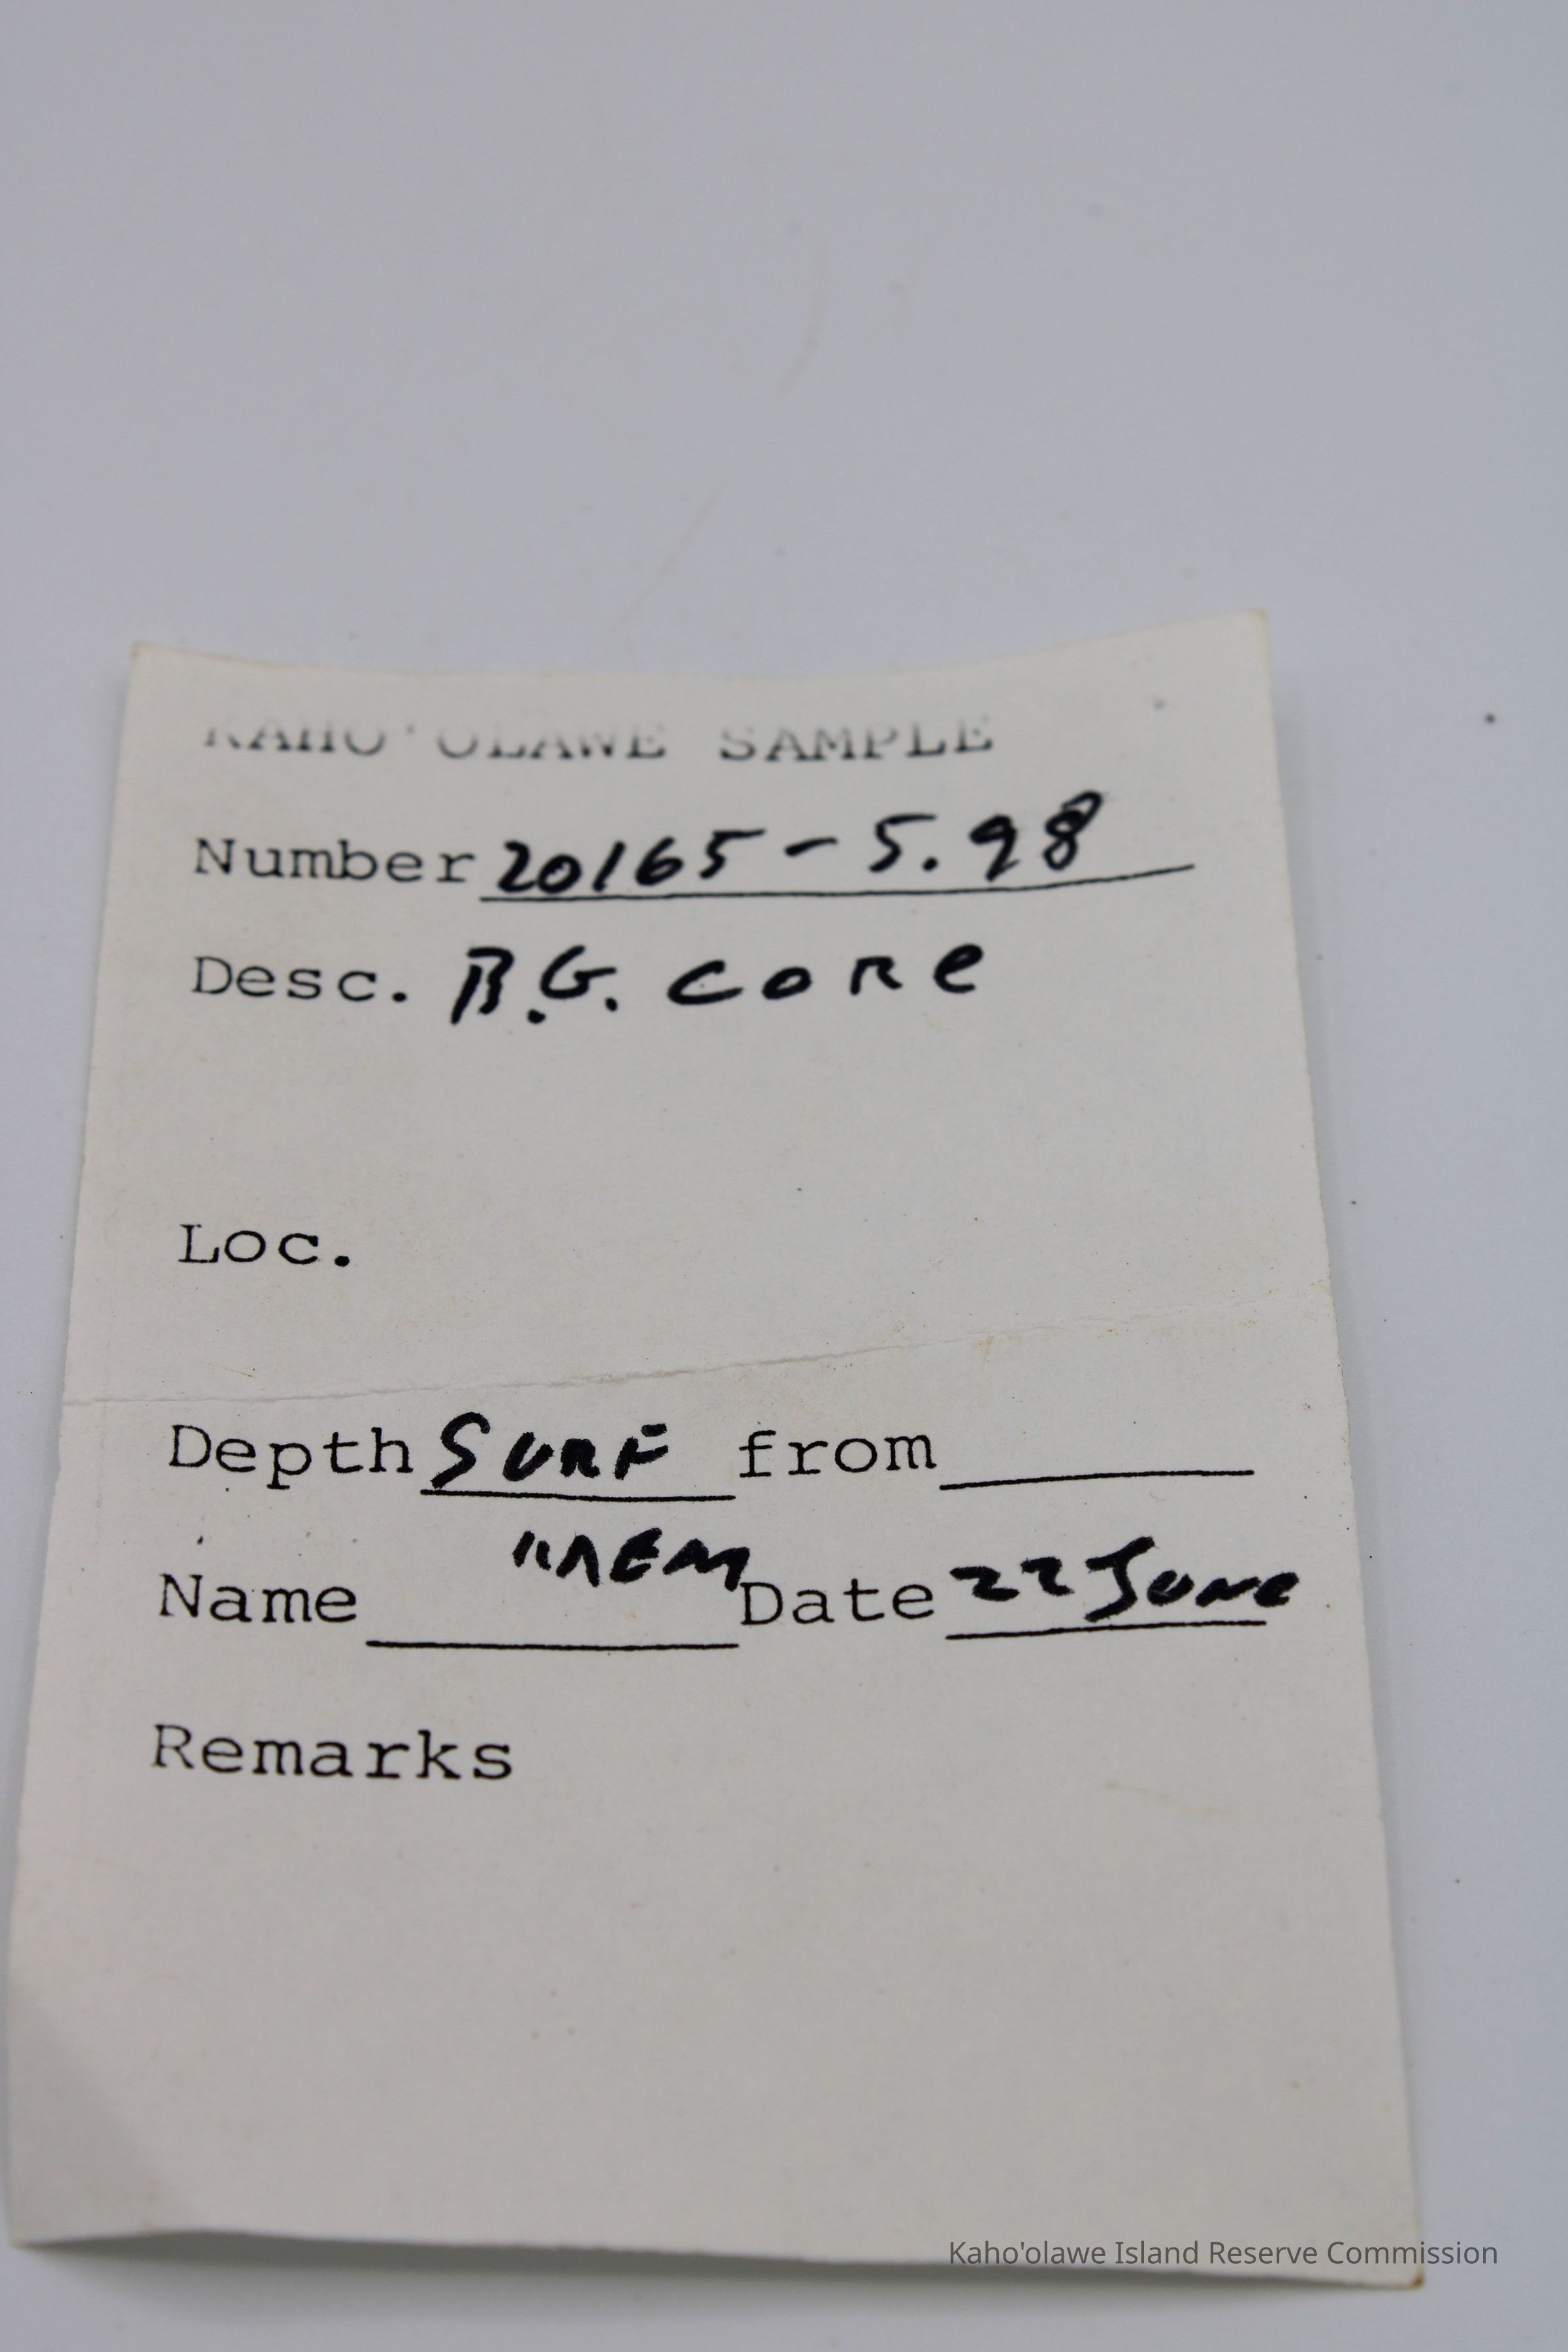 KAHO'OLAWE SAMPLE
Number 20165-5.98
Desc. B.G. CORe
Loc.
Depth SURF from
Name Date 22 June
Remarks
Kaho'olawe Island Reserve Commission